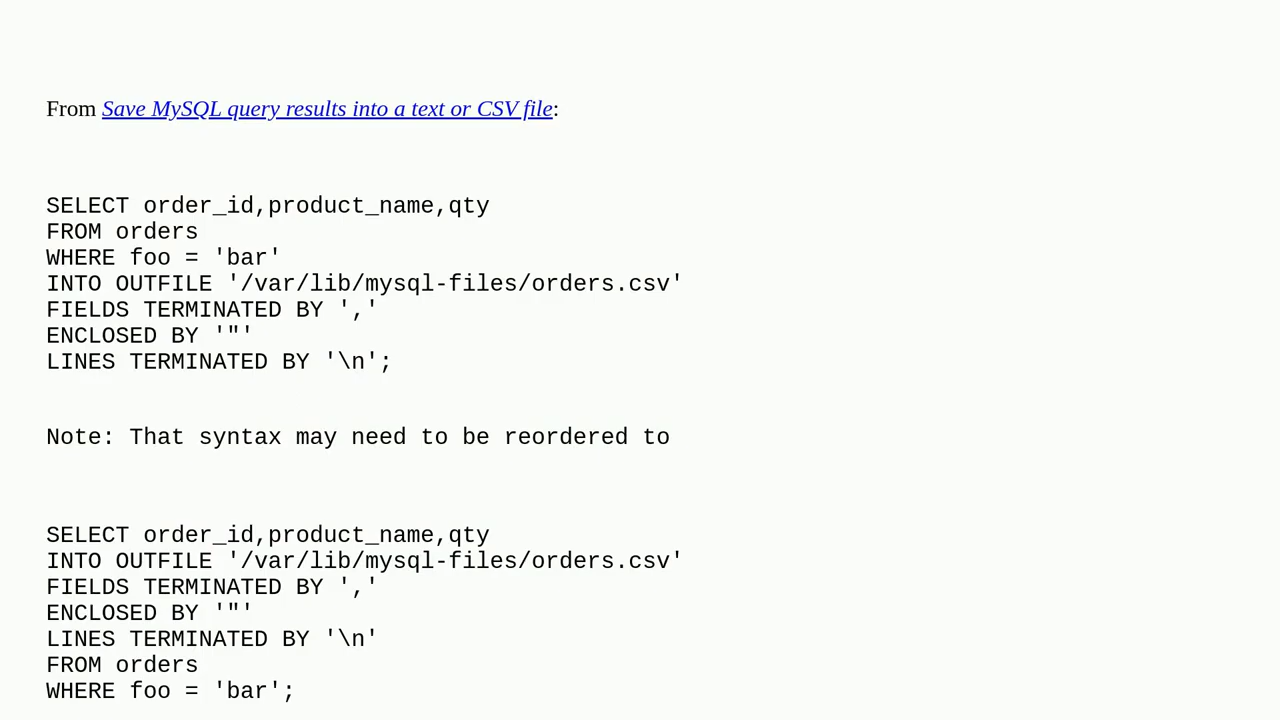 From Save MySQL query results into a text or CSV file:
SELECT order_id,product_name,qty
FROM orders
WHERE foo = 'bar'
INTO OUTFILE '/var/lib/mysql-files/orders.csv'
FIELDS TERMINATED BY ','
ENCLOSED BY '"'
LINES TERMINATED BY '\n';
Note: That syntax may need to be reordered to
SELECT order_id,product_name,qty
INTO OUTFILE '/var/lib/mysql-files/orders.csv'
FIELDS TERMINATED BY ','
ENCLOSED BY '"'
LINES TERMINATED BY '\n'
FROM orders
WHERE foo = 'bar';